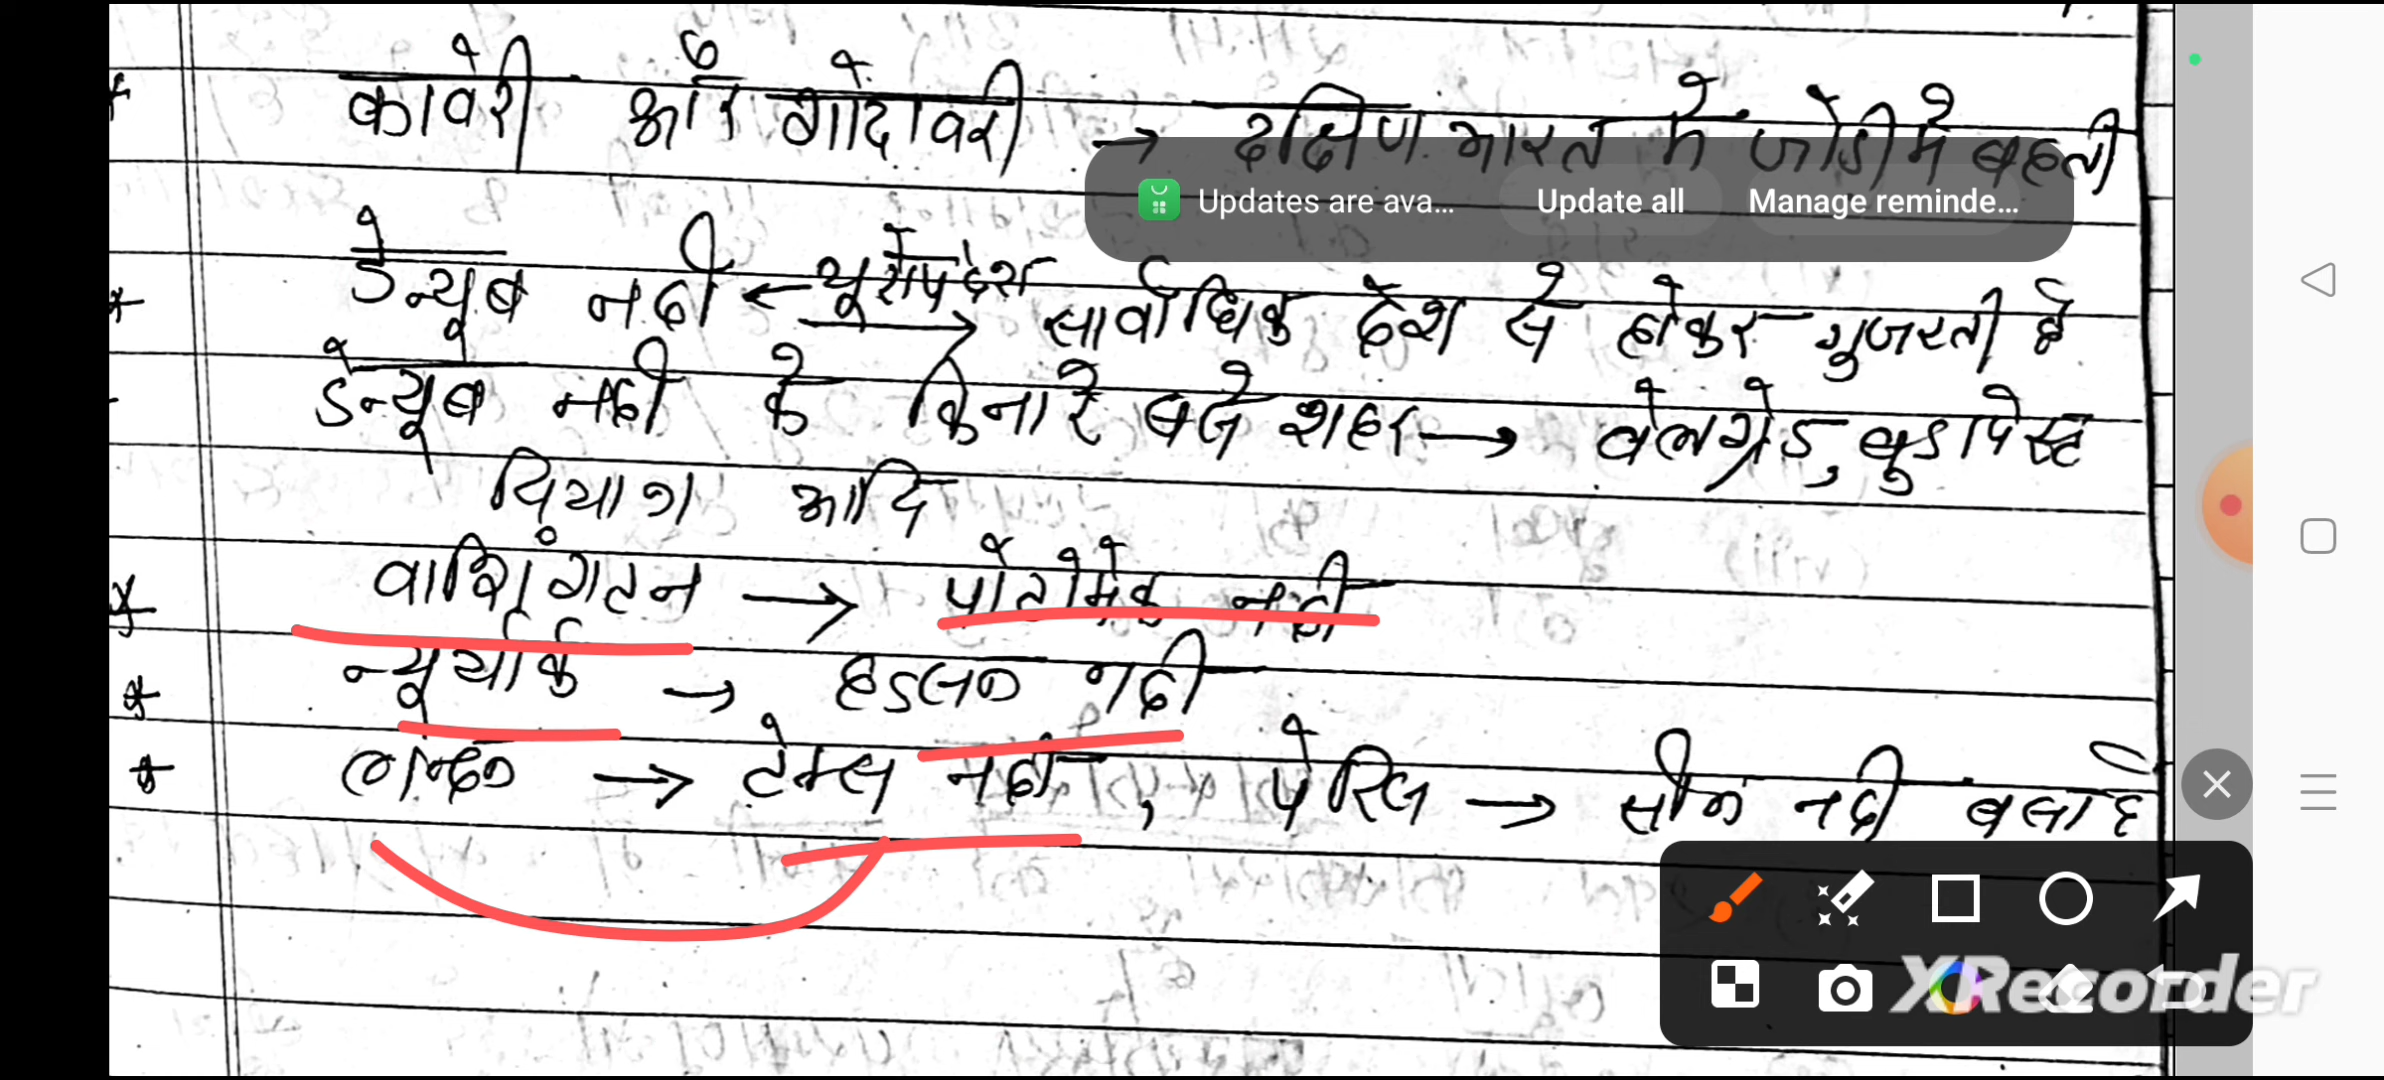 कावेरी और गोदावरी → दक्षिण भारत में जोड़ी में बहती
Updates are ava... Update all Manage reminde...
डेन्यूब नदी ← यूरोप देश → सार्वाधिक देश से होकर गुजरती है
डेन्यूब नदी के किनारे बसे शहर → बेलग्रेड, बुडापेस्ट
वियाना आदि
वाशिंगटन → पोटोमेक नदी
न्यूयार्क → हडसन नदी
लन्दन → टेम्स नदी, पेरिस → सीन नदी बसा है
XRecorder